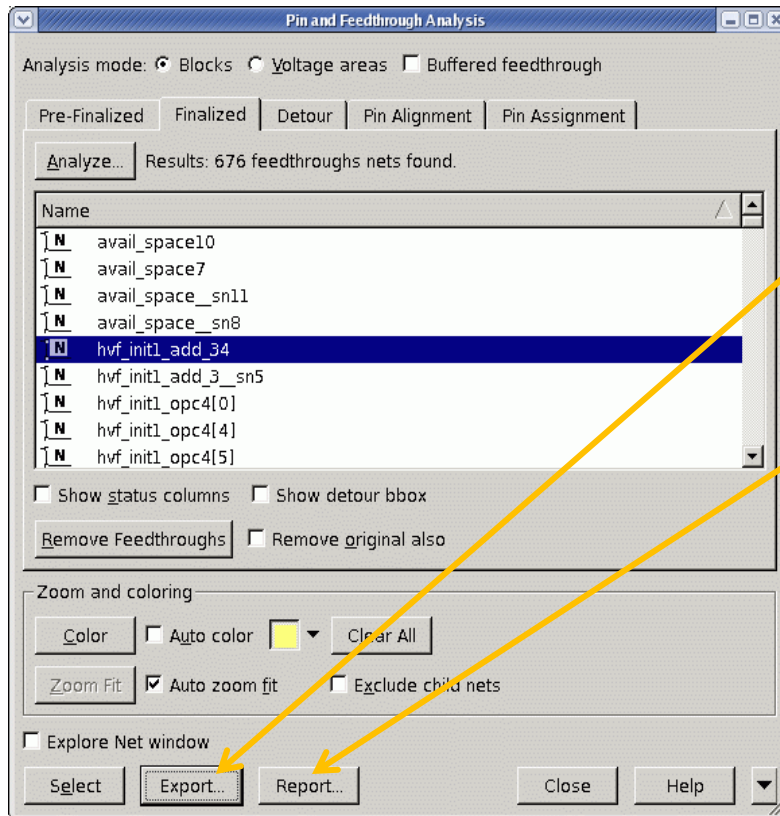 Pin and Feedthrough Analysis
Analysis mode: Blocks Voltage areas Buffered feedthrough
Pre-Finalized Finalized Detour Pin Alignment Pin Assignment
Analyze... Results: 676 feedthroughs nets found.
Name
N avail_space10
N avail_space7
N avail_space__sn11
N avail_space__sn8
N hvf_init1_add_34
N hvf_init1_add_3__sn5
N hvf_init1_opc4[0]
N hvf_init1_opc4[4]
N hvf_init1_opc4[5]
Show status columns Show detour bbox
Remove Feedthroughs Remove original also
Zoom and coloring
Color Auto color Clear All
Zoom Fit Auto zoom fit Exclude child nets
Explore Net window
Select Export... Report... Close Help